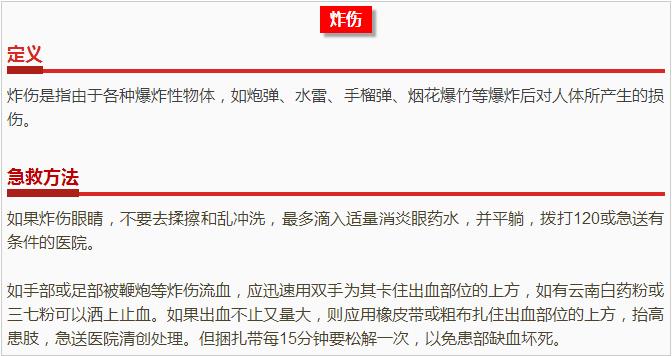 炸伤
定义
炸伤是指由于各种爆炸性物体，如炮弹、水雷、手榴弹、烟花爆竹等爆炸后对人体所产生的损
伤。
急救方法
如果炸伤眼睛，不要去揉擦和乱冲洗，最多滴入适量消炎眼药水，并平躺，拨打120或急送有
条件的医院。
如手部或足部被鞭炮等炸伤流血，应迅速用双手为其卡住出血部位的上方，如有云南白药粉或
三七粉可以洒上止血。如果出血不止又量大，则应用橡皮带或粗布扎住出血部位的上方，抬高
患肢，急送医院清创处理。但捆扎带每15分钟要松解一次，以免患部缺血坏死。